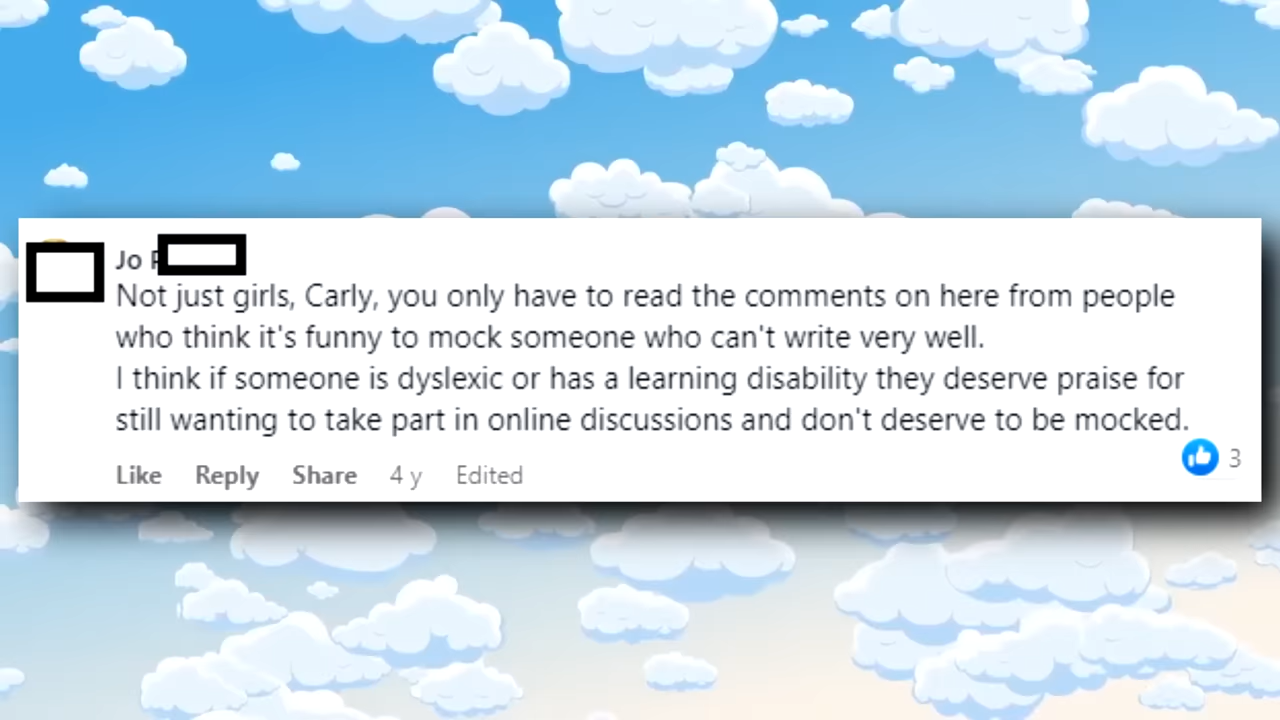 Jo
Not just girls, Carly, you only have to read the comments on here from people
who think it's funny to mock someone who can't write very well.
I think if someone is dyslexic or has a learning disability they deserve praise for
still wanting to take part in online discussions and don't deserve to be mocked.
3
Like Reply Share 4 y Edited